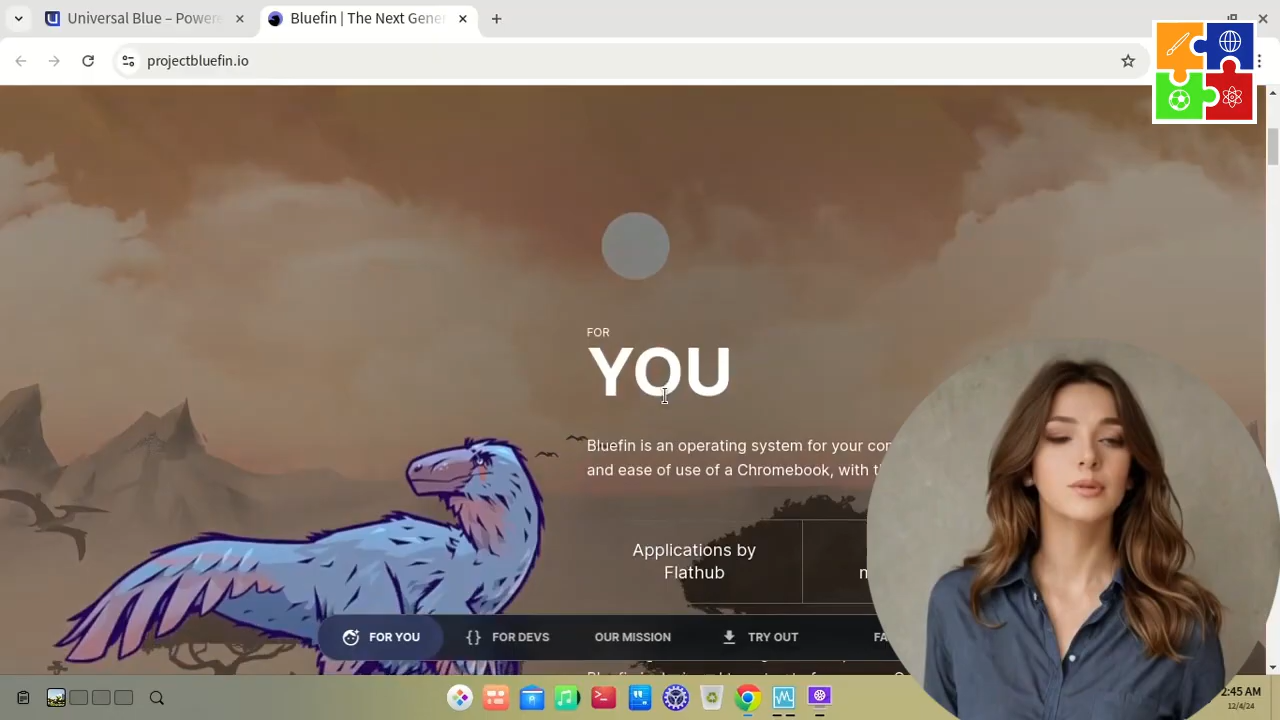 Universal Blue – Powere
Bluefin | The Next Gener
projectbluefin.io
FOR
YOU
Bluefin is an operating system for your
and ease of use of a Chromebook, with
Applications by
Flathub
FOR YOU
{} FOR DEVS
OUR MISSION
TRY OUT
2:45 AM
12/4/24